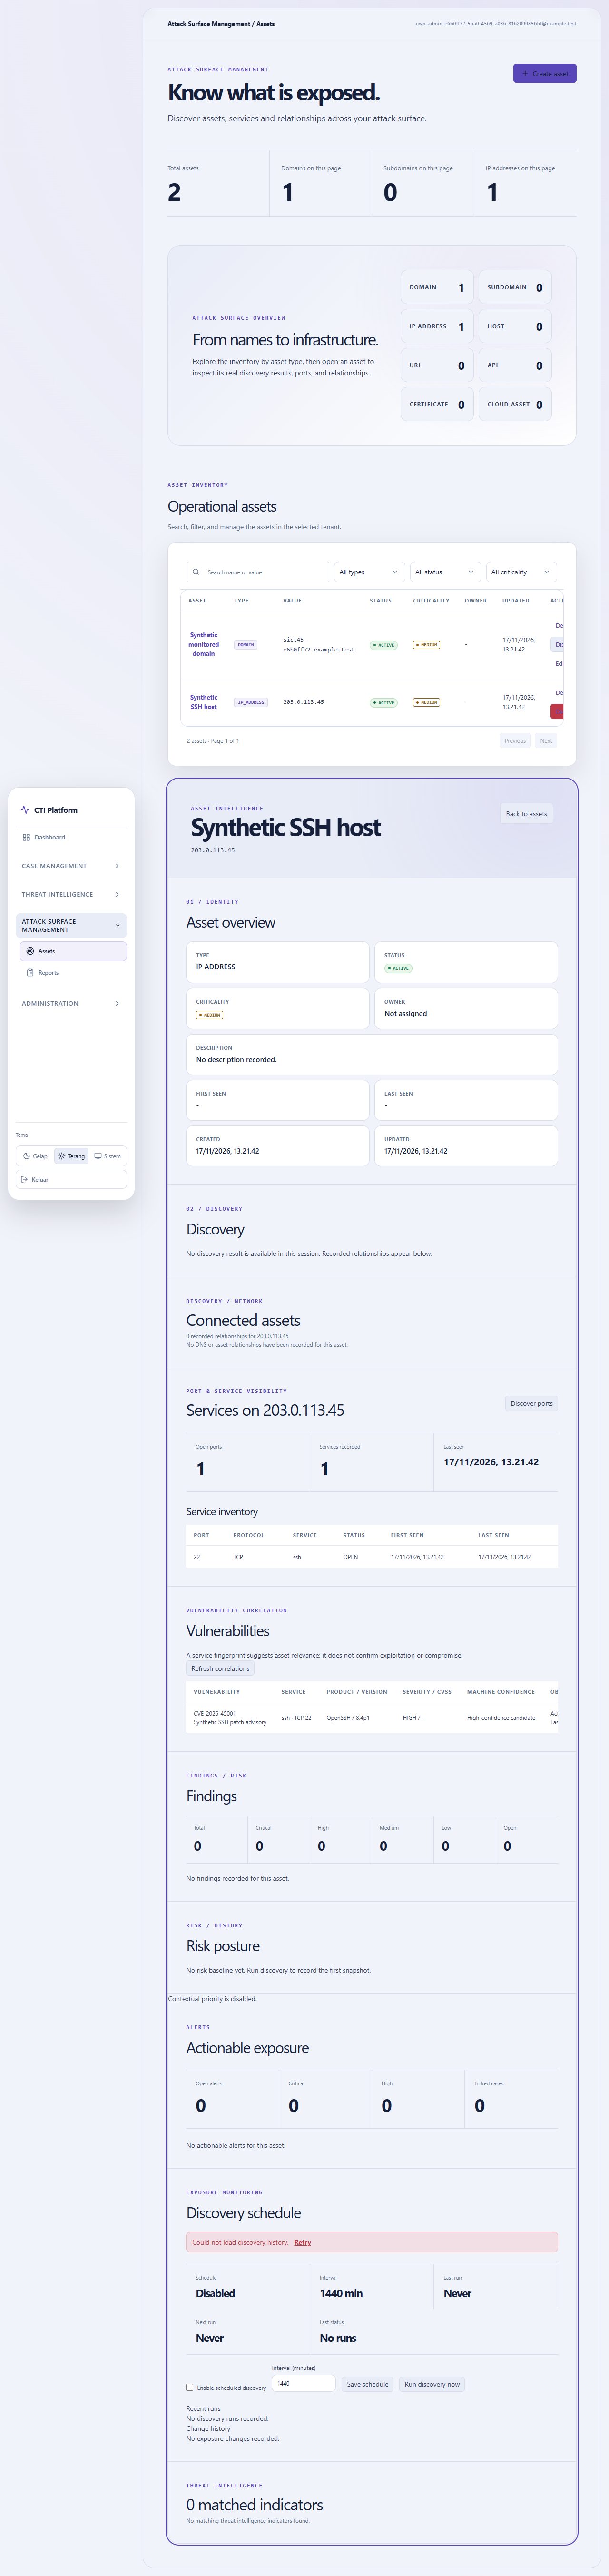 Attack Surface Management / Assets
ATTACK SURFACE MANAGEMENT
Know what is exposed.
Discover assets, services and relationships across your attack surface.
Create asset
Total assets
2
Domains on this page
1
Subdomains on this page
0
IP addresses on this page
1
ATTACK SURFACE OVERVIEW
From names to infrastructure.
Explore the inventory by asset type, then open an asset to
inspect its real discovery results, ports, and relationships.
DOMAIN 1
SUBDOMAIN 0
IP ADDRESS 1
HOST 0
URL 0
API 0
CERTIFICATE 0
CLOUD ASSET 0
ASSET INVENTORY
Operational assets
Search, filter, and manage the assets in the selected tenant.
Search name or value
All types
All status
All criticality
ASSET TYPE VALUE STATUS CRITICALITY OWNER UPDATED ACTI
Synthetic
monitored
domain
DOMAIN
sict45-
e6b0ff72.example.test
ACTIVE
MEDIUM
-
17/11/2026,
13.21.42
De
Dis
Edi
Synthetic
SSH host
IP_ADDRESS
203.0.113.45
ACTIVE
MEDIUM
-
17/11/2026,
13.21.42
De
2 assets · Page 1 of 1
Previous
Next
CTI Platform
Dashboard
CASE MANAGEMENT
THREAT INTELLIGENCE
ATTACK SURFACE
MANAGEMENT
Assets
Reports
ADMINISTRATION
Tema
Gelap
Terang
Sistem
Keluar
ASSET INTELLIGENCE
Synthetic SSH host
203.0.113.45
Back to assets
01 / IDENTITY
Asset overview
TYPE
IP ADDRESS
STATUS
ACTIVE
CRITICALITY
MEDIUM
OWNER
Not assigned
DESCRIPTION
No description recorded.
FIRST SEEN
-
LAST SEEN
-
CREATED
17/11/2026, 13.21.42
UPDATED
17/11/2026, 13.21.42
02 / DISCOVERY
Discovery
No discovery result is available in this session. Recorded relationships appear below.
DISCOVERY / NETWORK
Connected assets
0 recorded relationships for 203.0.113.45
No DNS or asset relationships have been recorded for this asset.
PORT & SERVICE VISIBILITY
Services on 203.0.113.45
Discover ports
Open ports
1
Services recorded
1
Last seen
17/11/2026, 13.21.42
Service inventory
PORT PROTOCOL SERVICE STATUS FIRST SEEN LAST SEEN
22 TCP ssh OPEN 17/11/2026, 13.21.42 17/11/2026, 13.21.42
VULNERABILITY CORRELATION
Vulnerabilities
A service fingerprint suggests asset relevance; it does not confirm exploitation or compromise.
Refresh correlations
VULNERABILITY SERVICE PRODUCT / VERSION SEVERITY / CVSS MACHINE CONFIDENCE OB
CVE-2026-45001
Synthetic SSH patch advisory
ssh · TCP 22
OpenSSH / 8.4p1
HIGH / –
High-confidence candidate
Act
Las
FINDINGS / RISK
Findings
Total
0
Critical
0
High
0
Medium
0
Low
0
Open
0
No findings recorded for this asset.
RISK / HISTORY
Risk posture
No risk baseline yet. Run discovery to record the first snapshot.
Contextual priority is disabled.
ALERTS
Actionable exposure
Open alerts
0
Critical
0
High
0
Linked cases
0
No actionable alerts for this asset.
EXPOSURE MONITORING
Discovery schedule
Could not load discovery history. Retry
Schedule
Disabled
Interval
1440 min
Last run
Never
Next run
Never
Last status
No runs
Enable scheduled discovery
Interval (minutes)
1440
Save schedule
Run discovery now
Recent runs
No discovery runs recorded.
Change history
No exposure changes recorded.
THREAT INTELLIGENCE
0 matched indicators
No matching threat intelligence indicators found.